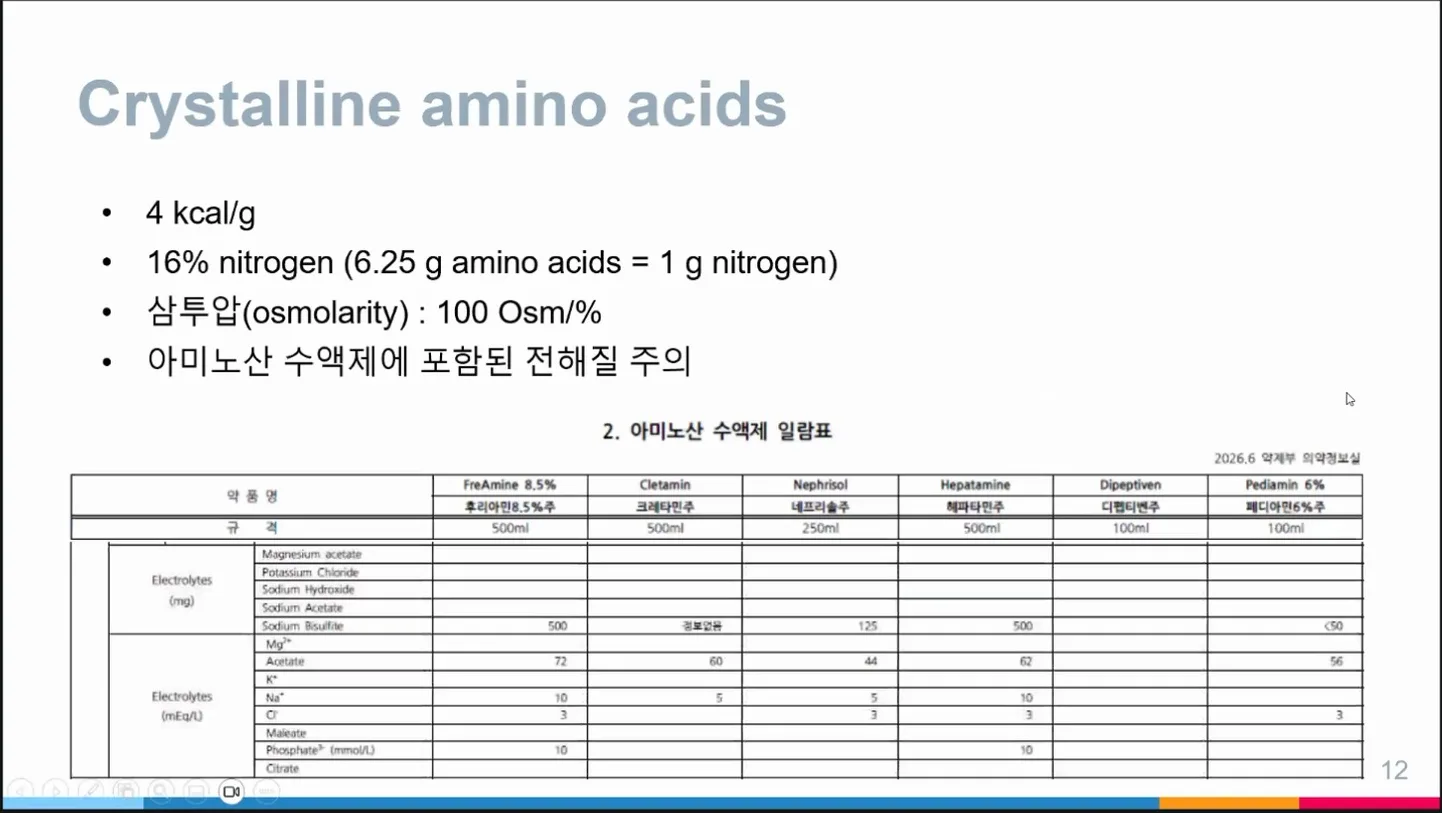 Crystalline amino acids
• 4 kcal/g
• 16% nitrogen (6.25 g amino acids = 1 g nitrogen)
• 삼투압(osmolarity) : 100 Osm/%
• 아미노산 수액제에 포함된 전해질 주의
2. 아미노산 수액제 일람표
2026.6 약제부 의약정보실
약 품 명 FreAmine 8.5% Cletamin Nephrisol Hepatamine Dipeptiven Pediamin 6%
후리아민8.5%주 크레타민주 네프리솔주 헤파타민주 디펩티벤주 페디아민6%주
규 격 500ml 500ml 250ml 500ml 100ml 100ml
Electrolytes (mg)
Magnesium acetate
Potassium Chloride
Sodium Hydroxide
Sodium Acetate
Sodium Bisulfite 500 정보없음 125 500 <50
Electrolytes (mEq/L)
Mg²⁺
Acetate 72 60 44 62 56
K⁺
Na⁺ 10 5 5 10
Cl⁻ 3 3 3 3
Maleate
Phosphate³⁻ (mmol/L) 10 10
Citrate
12